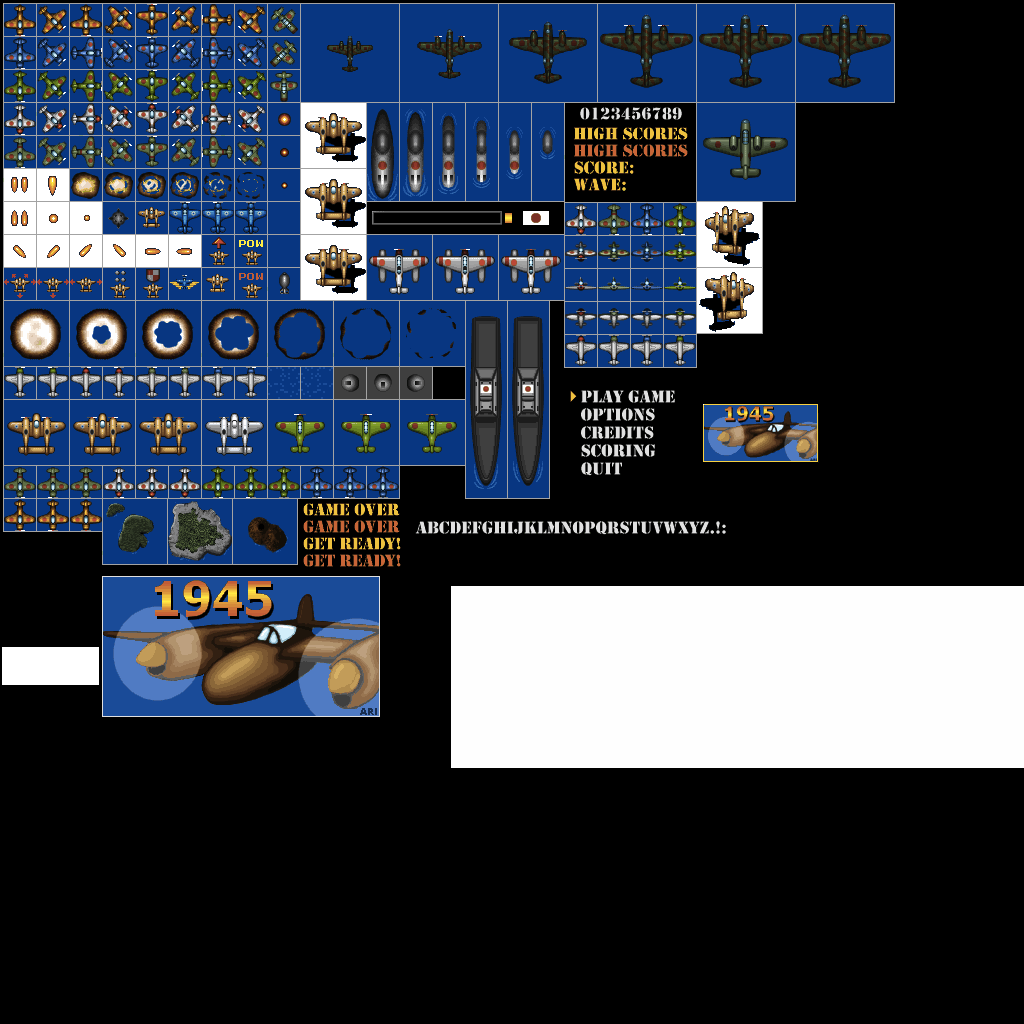 0123456789
HIGH SCORES
HIGH SCORES
SCORE:
WAVE:
POW
POW
PLAY GAME
OPTIONS
CREDITS
SCORING
QUIT
1945
GAME OVER
GAME OVER
GET READY!
GET READY!
ABCDEFGHIJKLMNOPQRSTUVWXYZ.!:
1945
ARI